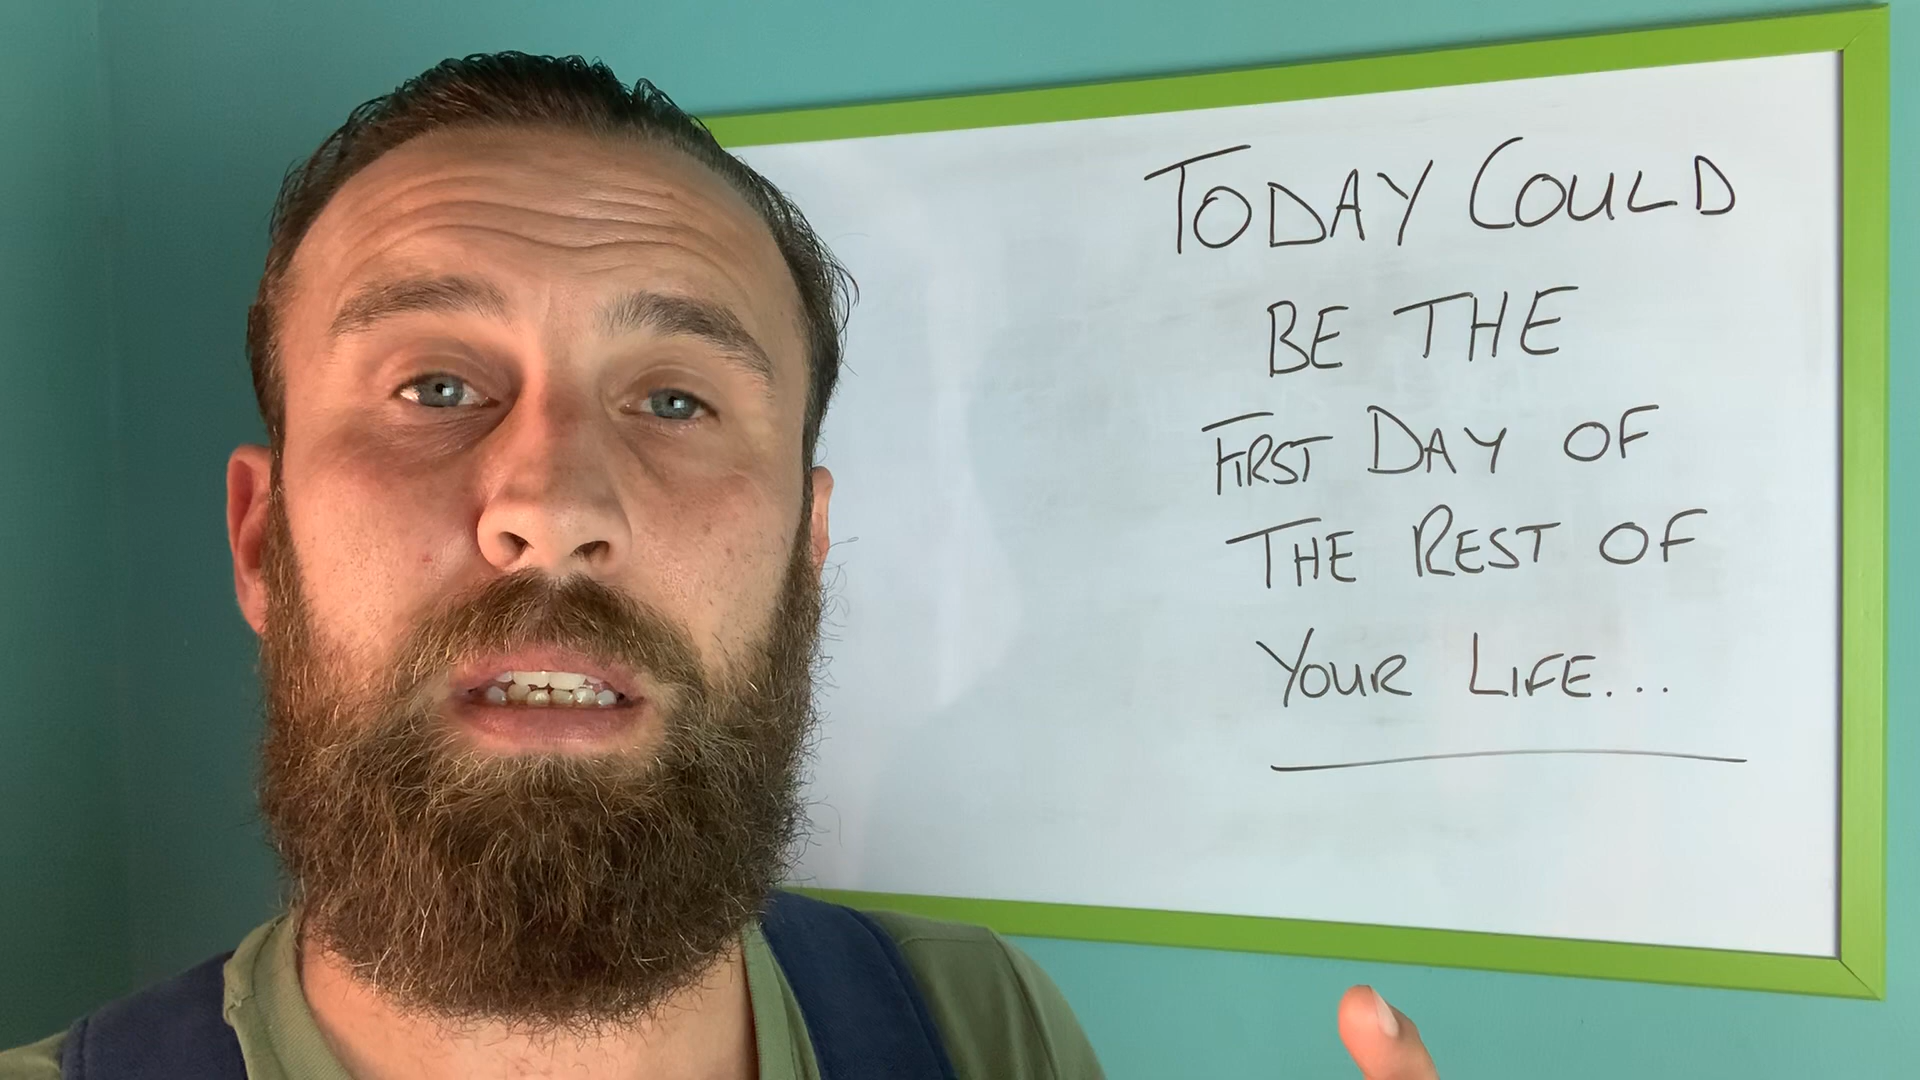 TODAY COULD
BE THE
FIRST DAY OF
THE REST OF
YOUR LIFE...